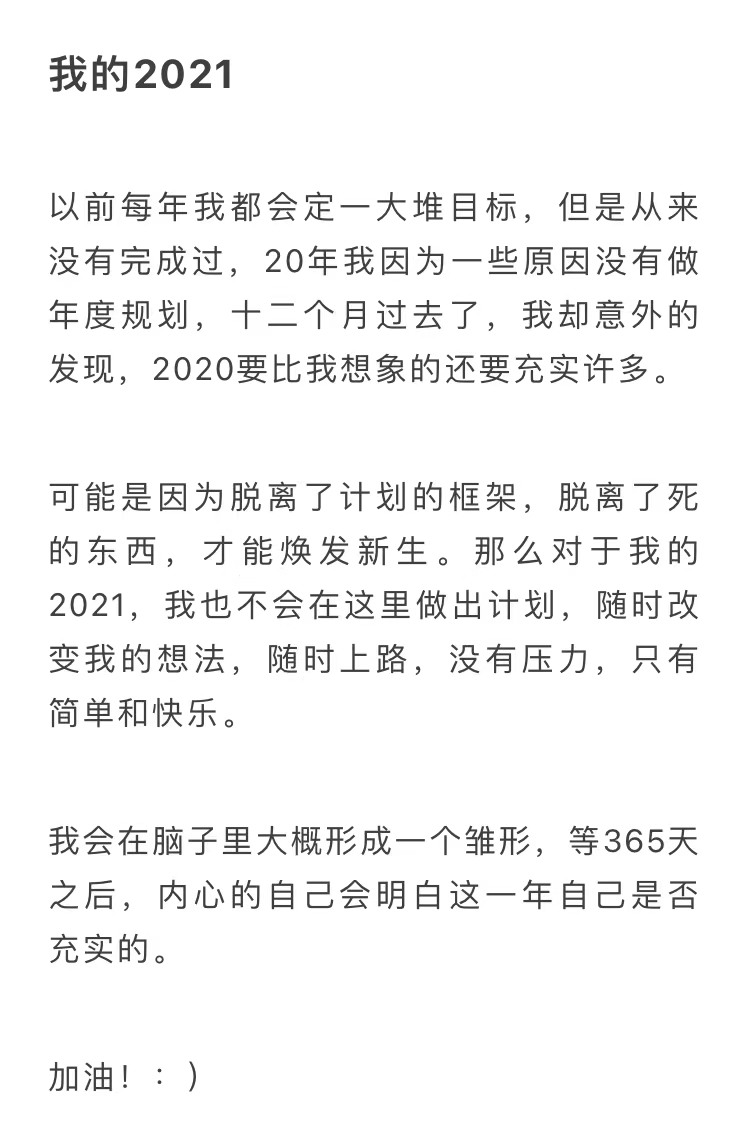 我的2021
以前每年我都会定一大堆目标，但是从来
没有完成过，20年我因为一些原因没有做
年度规划，十二个月过去了，我却意外的
发现，2020要比我想象的还要充实许多。
可能是因为脱离了计划的框架，脱离了死
的东西，才能焕发新生。那么对于我的
2021，我也不会在这里做出计划，随时改
变我的想法，随时上路，没有压力，只有
简单和快乐。
我会在脑子里大概形成一个雏形，等365天
之后，内心的自己会明白这一年自己是否
充实的。
加油！：）